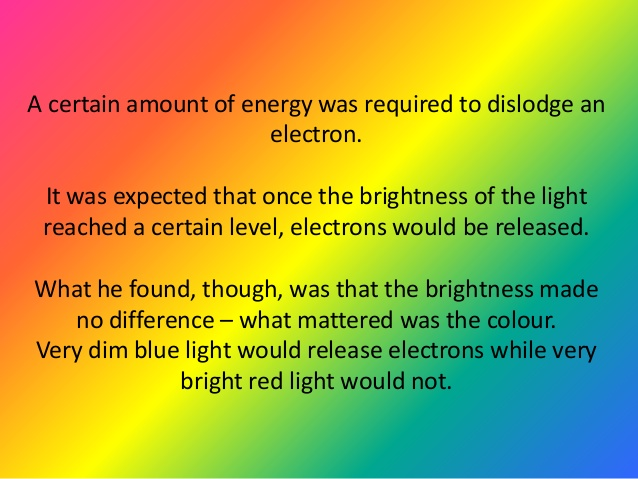 A certain amount of energy was required to dislodge an
electron.
It was expected that once the brightness of the light
reached a certain level, electrons would be released.
What he found, though, was that the brightness made
no difference – what mattered was the colour.
Very dim blue light would release electrons while very
bright red light would not.